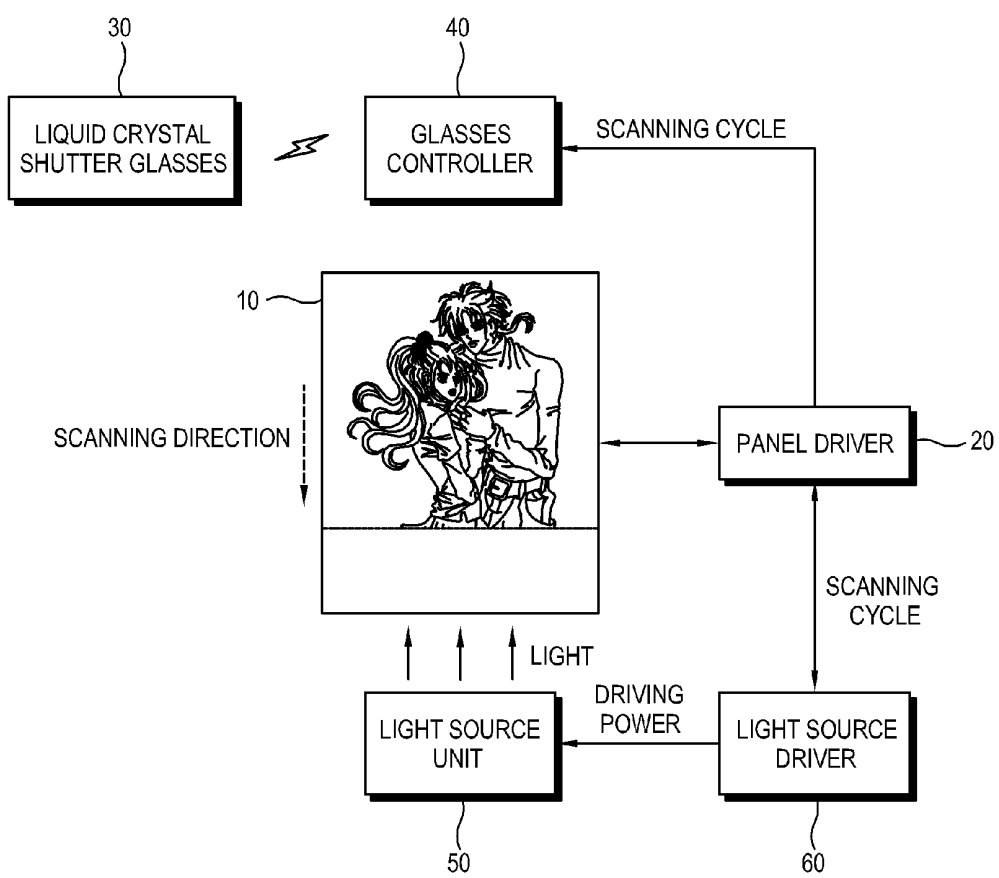 30
40
LIQUID CRYSTAL
SHUTTER GLASSES
GLASSES
CONTROLLER
SCANNING CYCLE
10
SCANNING DIRECTION
PANEL DRIVER
20
SCANNING
CYCLE
LIGHT
DRIVING
POWER
LIGHT SOURCE
UNIT
LIGHT SOURCE
DRIVER
50
60